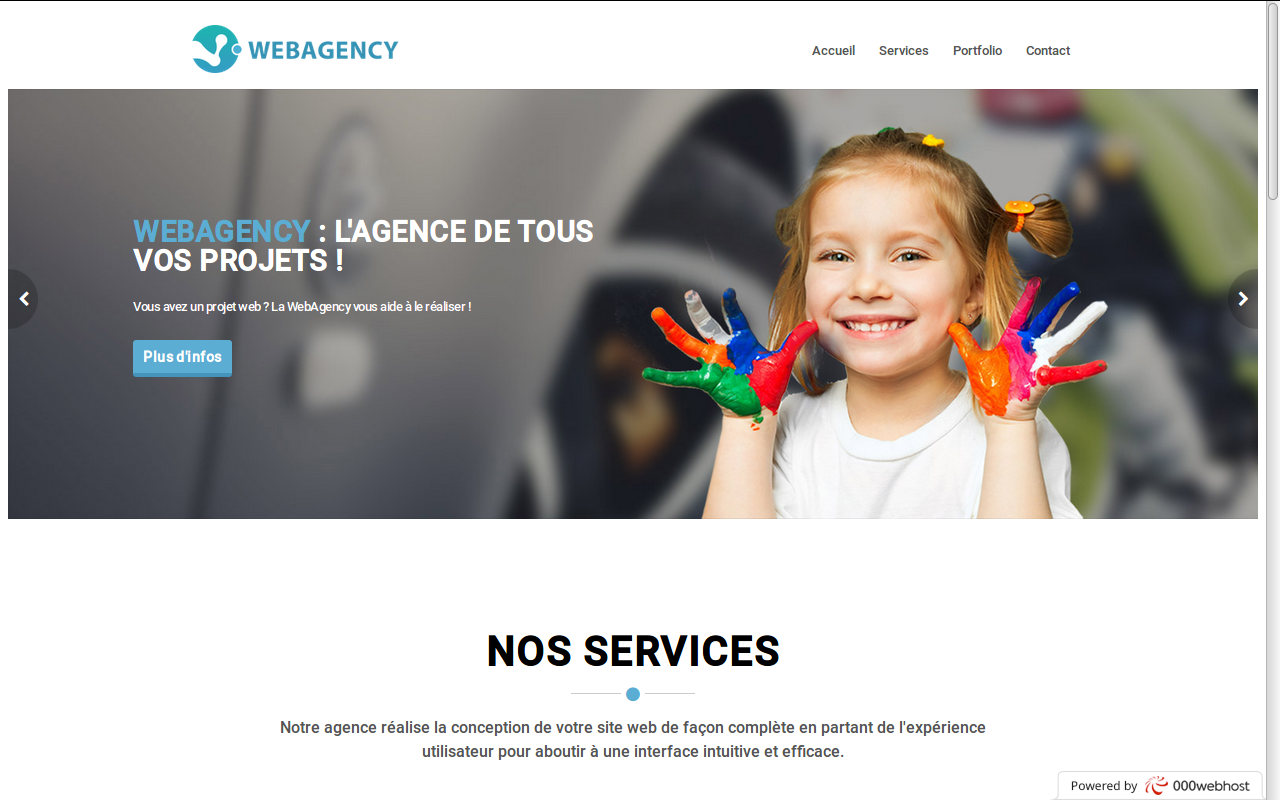 WEBAGENCY
Accueil Services Portfolio Contact
WEBAGENCY : L'AGENCE DE TOUS
VOS PROJETS !
Vous avez un projet web ? La WebAgency vous aide à le réaliser !
Plus d'infos
NOS SERVICES
Notre agence réalise la conception de votre site web de façon complète en partant de l'expérience
utilisateur pour aboutir à une interface intuitive et efficace.
Powered by 000webhost